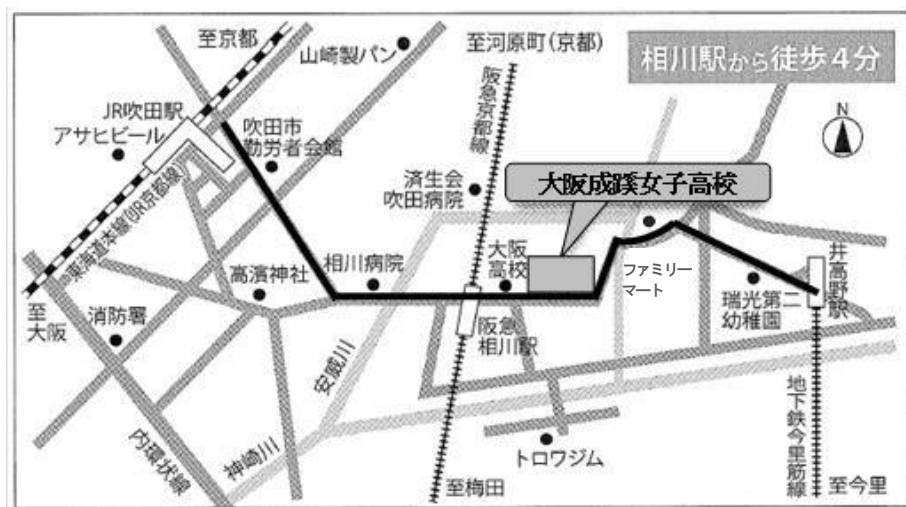 至京都
山崎製パン
至河原町(京都)
相川駅から徒歩4分
JR吹田駅
アサヒビール
吹田市
勤労者会館
阪急京都線
N
済生会
吹田病院
大阪成蹊女子高校
東海道本線(JR京都線)
相川病院
大阪
高校
ファミリー
マート
井高野駅
高濱神社
瑞光第二
幼稚園
至
大阪
消防署
阪急
相川駅
安威川
神崎川
内環状線
トロワジム
地下鉄今里筋線
至梅田
至今里